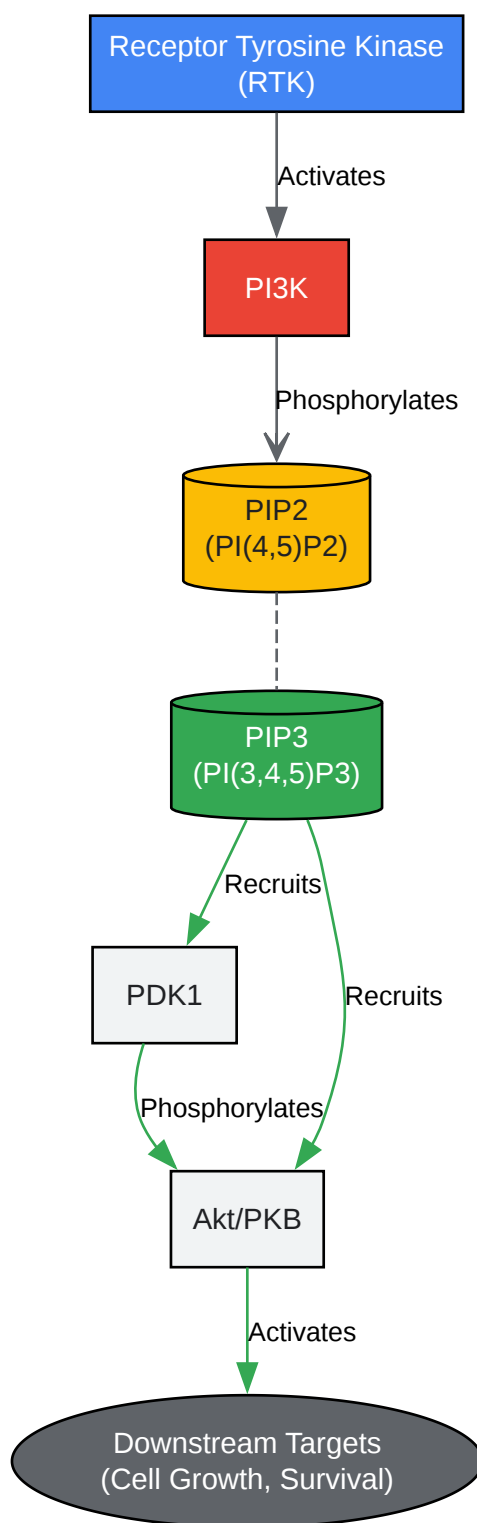 Receptor Tyrosine Kinase
(RTK)
Activates
PI3K
Phosphorylates
PIP2
(PI(4,5)P2)
PIP3
(PI(3,4,5)P3)
Recruits
PDK1
Recruits
Phosphorylates
Akt/PKB
Activates
Downstream Targets
(Cell Growth, Survival)